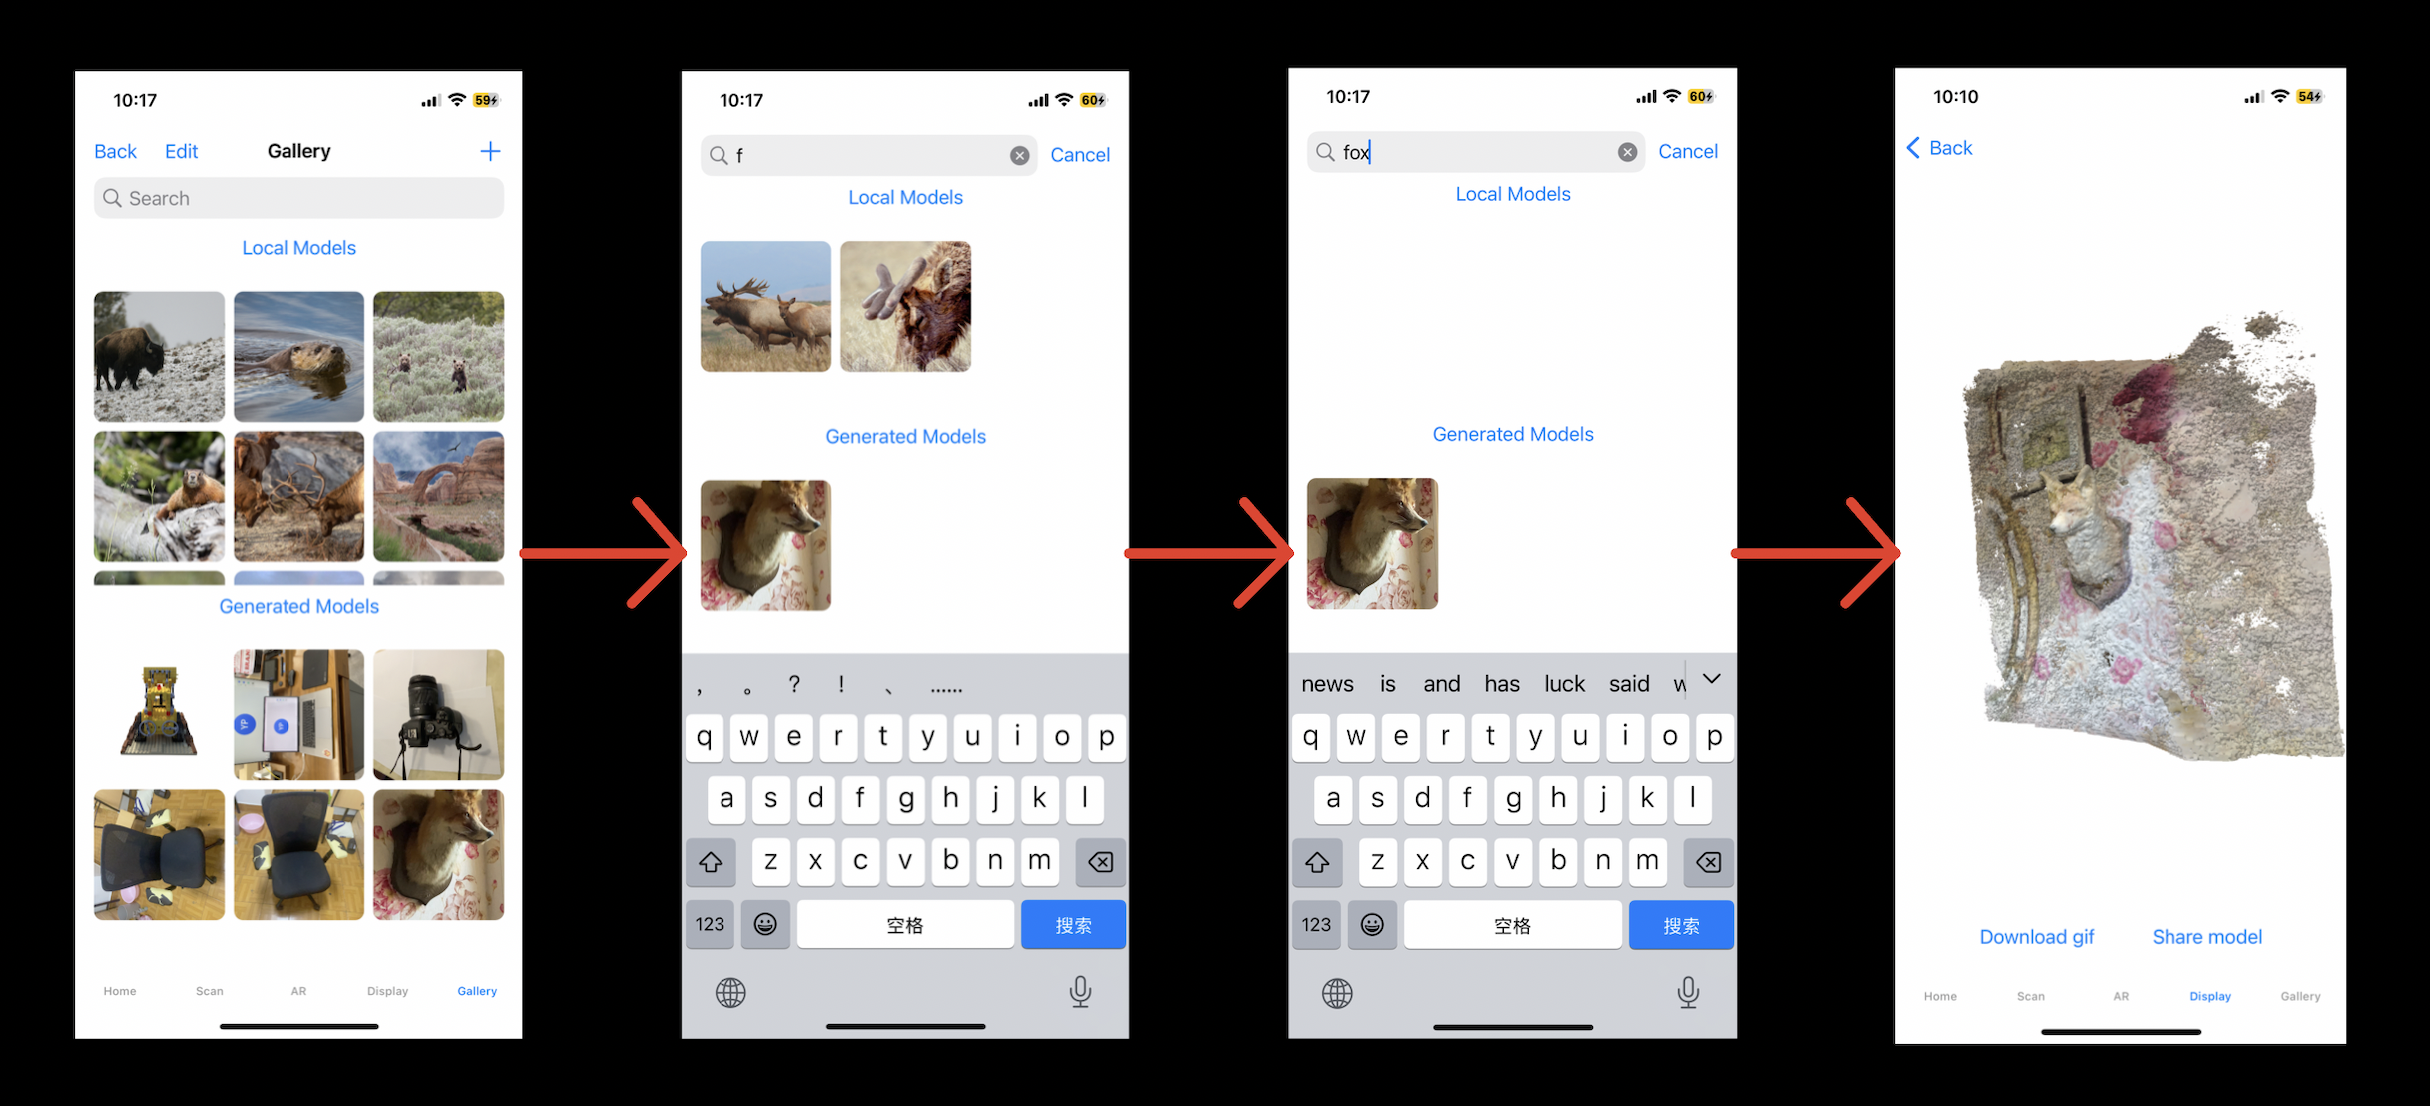 10:17
59
Back Edit Gallery
Search
Local Models
Generated Models
YP
YP
Home Scan AR Display Gallery
10:17
60
f Cancel
Local Models
Generated Models
， 。 ? ! 、 ......
q w e r t y u i o p
a s d f g h j k l
z x c v b n m
123 空格 搜索
10:17
60
fox Cancel
Local Models
Generated Models
news is and has luck said w
q w e r t y u i o p
a s d f g h j k l
z x c v b n m
123 空格 搜索
10:10
54
Back
Download gif Share model
Home Scan AR Display Gallery